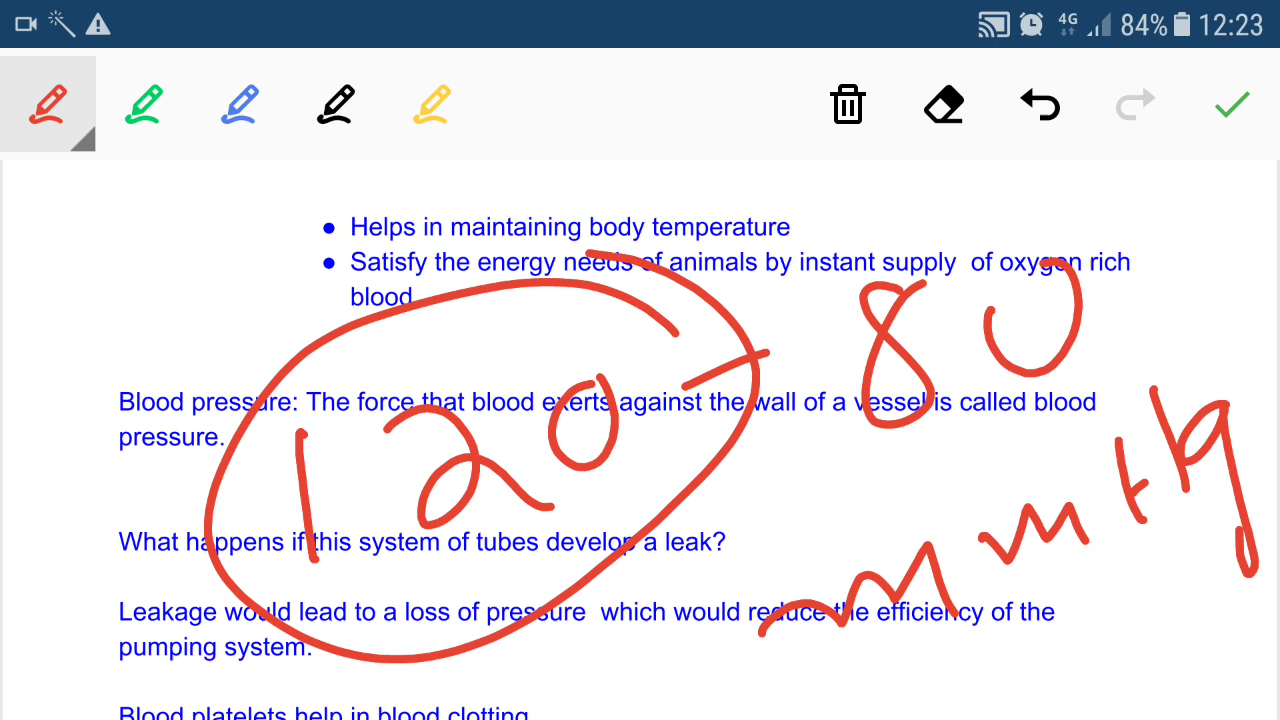 4G 84% 12:23
● Helps in maintaining body temperature
● Satisfy the energy needs of animals by instant supply of oxygen rich
blood
120 - 80
Blood pressure: The force that blood exerts against the wall of a vessel is called blood
pressure.
mmHg
What happens if this system of tubes develop a leak?
Leakage would lead to a loss of pressure which would reduce the efficiency of the
pumping system.
Blood platelets help in blood clotting